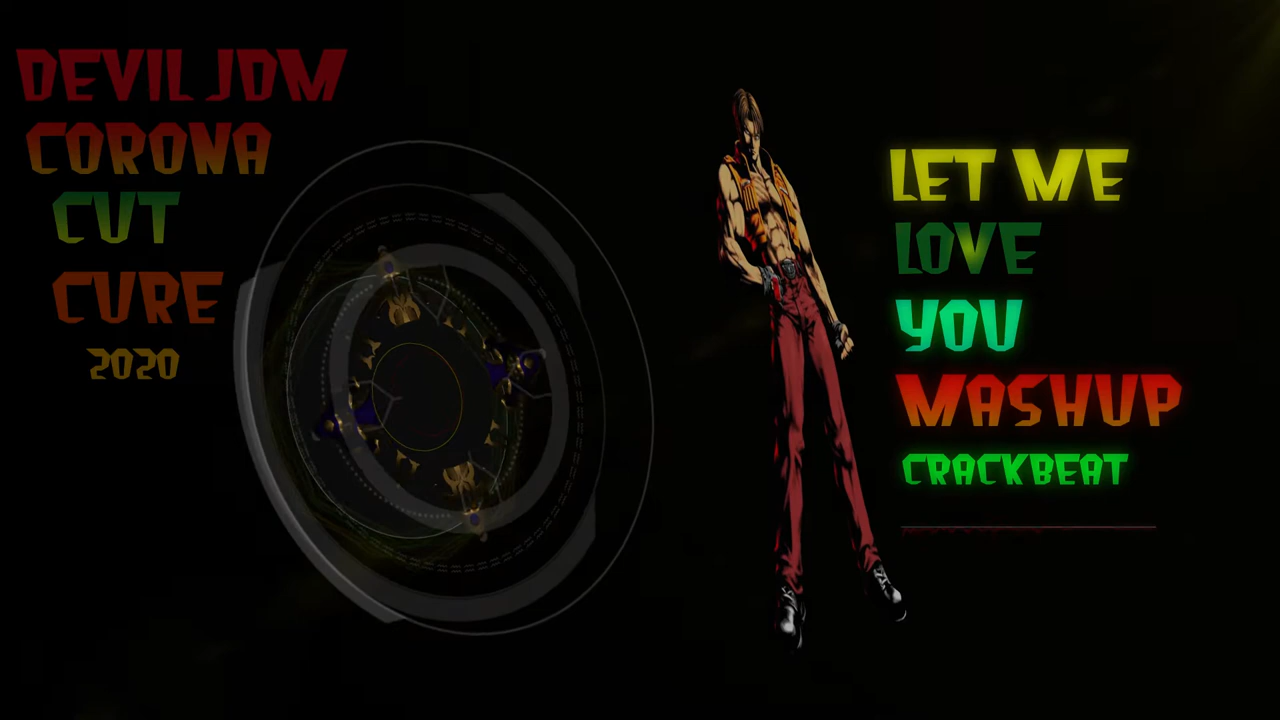 DEVIL JDM
CORONA
CUT
CURE
2020
LET ME
LOVE
YOU
MASHUP
CRACKBEAT